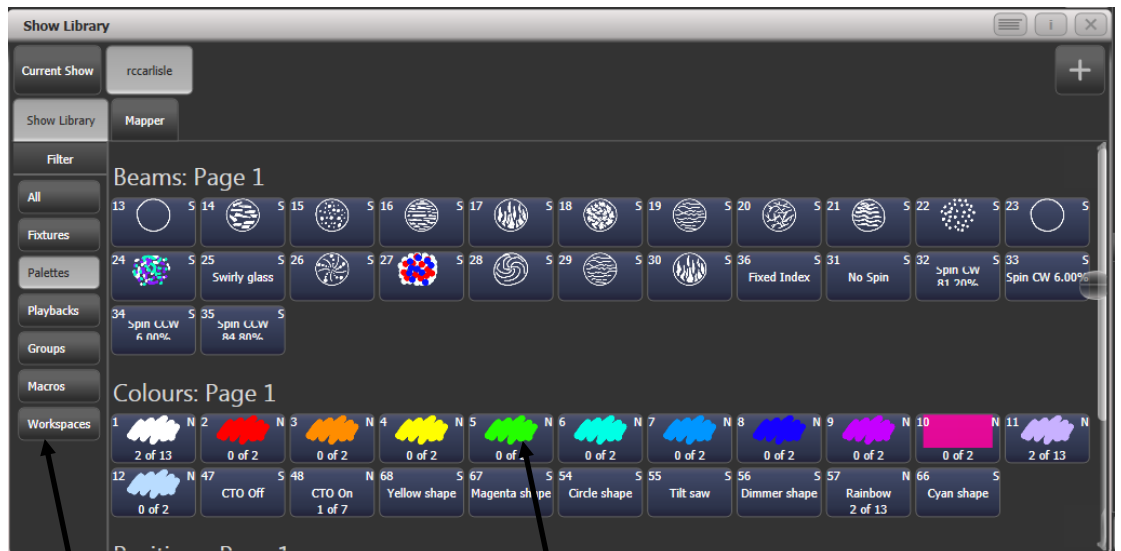 Show Library
i
Current Show
rccarlisle
+
Show Library
Mapper
Filter
All
Fixtures
Palettes
Playbacks
Groups
Macros
Workspaces
Beams: Page 1
13 S 14 S 15 S 16 S 17 S 18 S 19 S 20 S 21 S 22 S 23 S
24 S 25 S 26 S 27 S 28 S 29 S 30 S 36 S 31 S 32 S 33 S
Swirly glass Fixed Index No Spin Spin CW Spin CW 6.00%
81.20%
34 S 35 S
Spin CCW Spin CCW
6.00% 84.80%
Colours: Page 1
1 N 2 N 3 N 4 N 5 N 6 N 7 N 8 N 9 N 10 N 11 N
2 of 13 0 of 2 0 of 2 0 of 2 0 of 2 0 of 2 0 of 2 0 of 2 0 of 2 0 of 2 2 of 13
12 N 47 S 48 N 68 S 67 S 54 S 55 S 56 S 57 N 66 S
CTO Off CTO On Yellow shape Magenta shape Circle shape Tilt saw Dimmer shape Rainbow Cyan shape
0 of 2 1 of 7 2 of 13